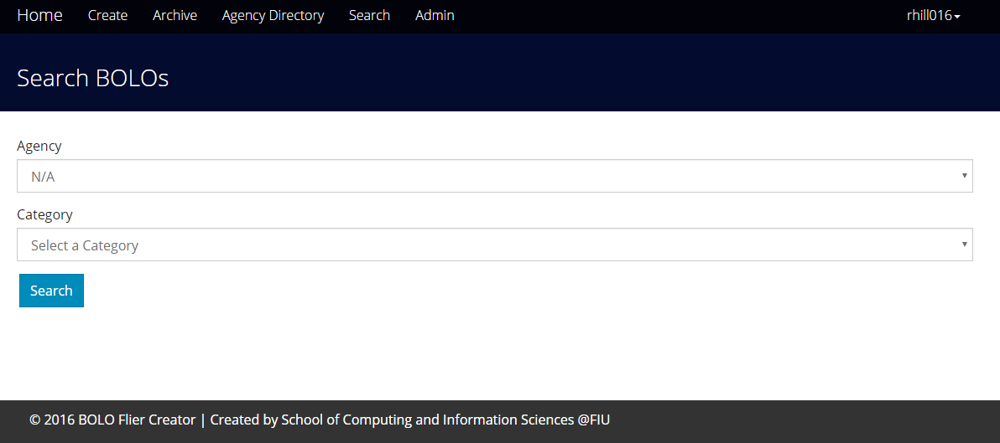 Home Create Archive Agency Directory Search Admin rhill016
Search BOLOs
Agency
N/A
Category
Select a Category
Search
© 2016 BOLO Flier Creator | Created by School of Computing and Information Sciences @FIU